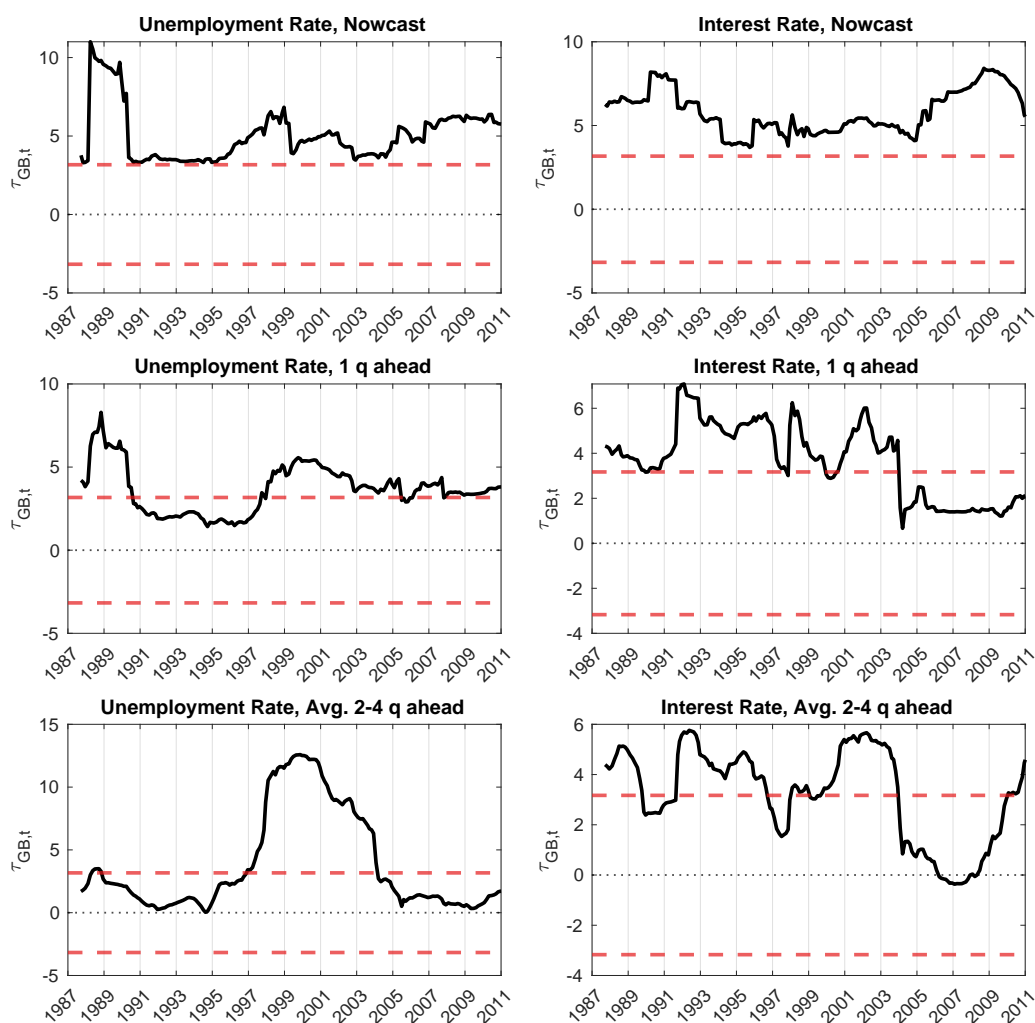 Unemployment Rate, Nowcast
10
5
0
-5
τGB,t
1987 1989 1991 1993 1995 1997 1999 2001 2003 2005 2007 2009 2011
Interest Rate, Nowcast
10
5
0
-5
τGB,t
1987 1989 1991 1993 1995 1997 1999 2001 2003 2005 2007 2009 2011
Unemployment Rate, 1 q ahead
10
5
0
-5
τGB,t
1987 1989 1991 1993 1995 1997 1999 2001 2003 2005 2007 2009 2011
Interest Rate, 1 q ahead
6
4
2
0
-2
-4
τGB,t
1987 1989 1991 1993 1995 1997 1999 2001 2003 2005 2007 2009 2011
Unemployment Rate, Avg. 2-4 q ahead
15
10
5
0
-5
τGB,t
1987 1989 1991 1993 1995 1997 1999 2001 2003 2005 2007 2009 2011
Interest Rate, Avg. 2-4 q ahead
6
4
2
0
-2
-4
τGB,t
1987 1989 1991 1993 1995 1997 1999 2001 2003 2005 2007 2009 2011